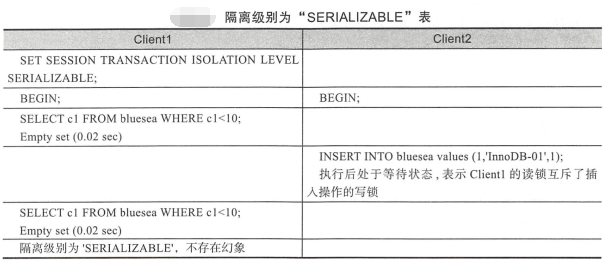 隔离级别为“SERIALIZABLE”表
Client1 Client2
SET SESSION TRANSACTION ISOLATION LEVEL
SERIALIZABLE;
BEGIN; BEGIN;
SELECT c1 FROM bluesea WHERE c1<10;
Empty set (0.02 sec)
INSERT INTO bluesea values (1,'InnoDB-01',1);
执行后处于等待状态,表示 Client1 的读锁互斥了插
入操作的写锁
SELECT c1 FROM bluesea WHERE c1<10;
Empty set (0.02 sec)
隔离级别为 'SERIALIZABLE'，不存在幻象